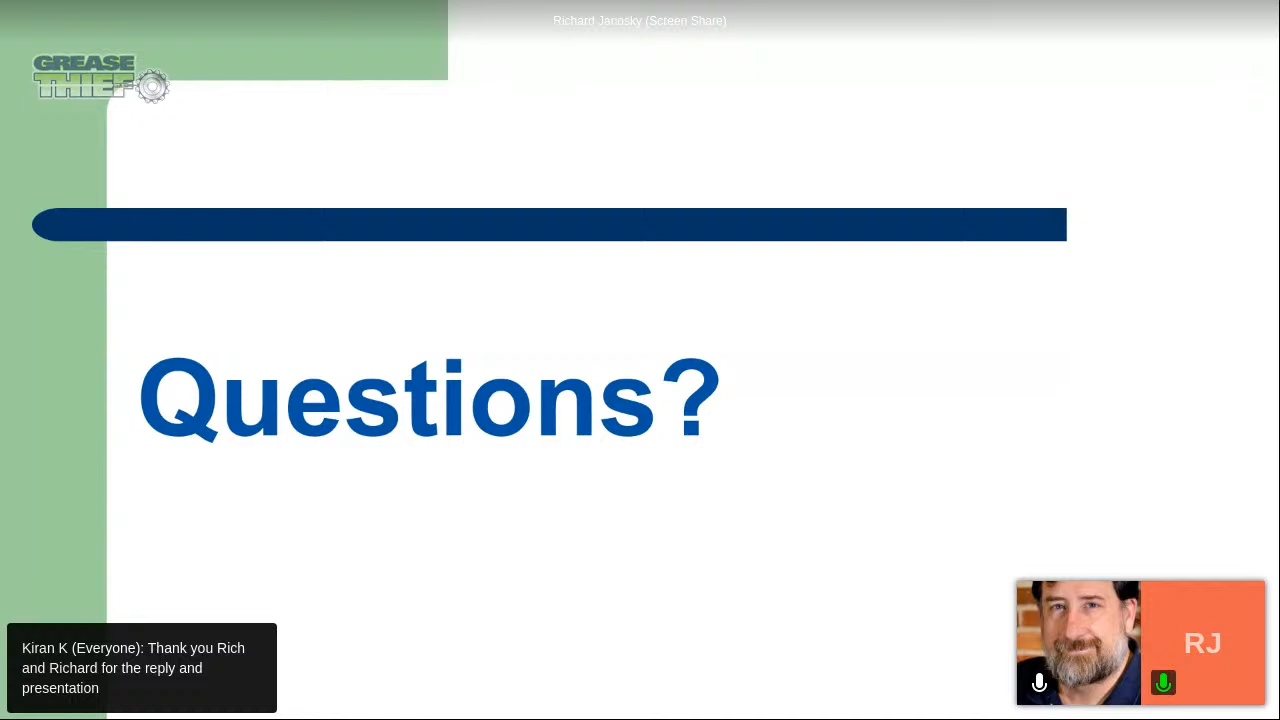 Richard Janosky (Screen Share)
GREASE
THIEF
Questions?
Kiran K (Everyone): Thank you Rich
and Richard for the reply and
presentation
RJ